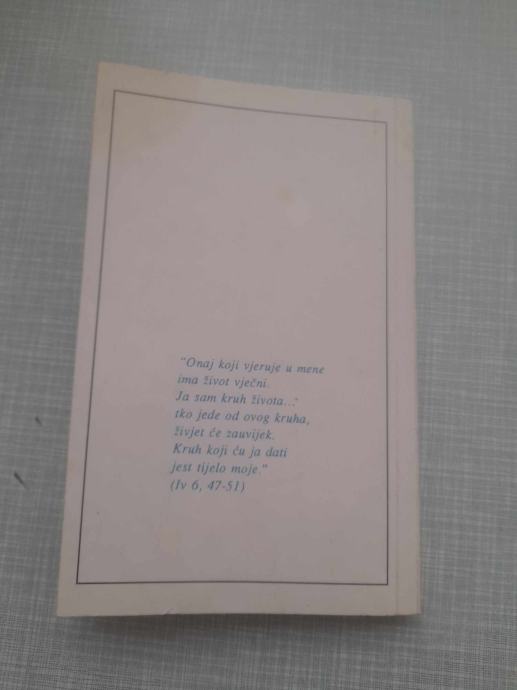 "Onaj koji vjeruje u mene
ima život vječni.
Ja sam kruh života..."
tko jede od ovog kruha,
živjet će zauvijek.
Kruh koji ću ja dati
jest tijelo moje."
(Iv 6, 47-51)